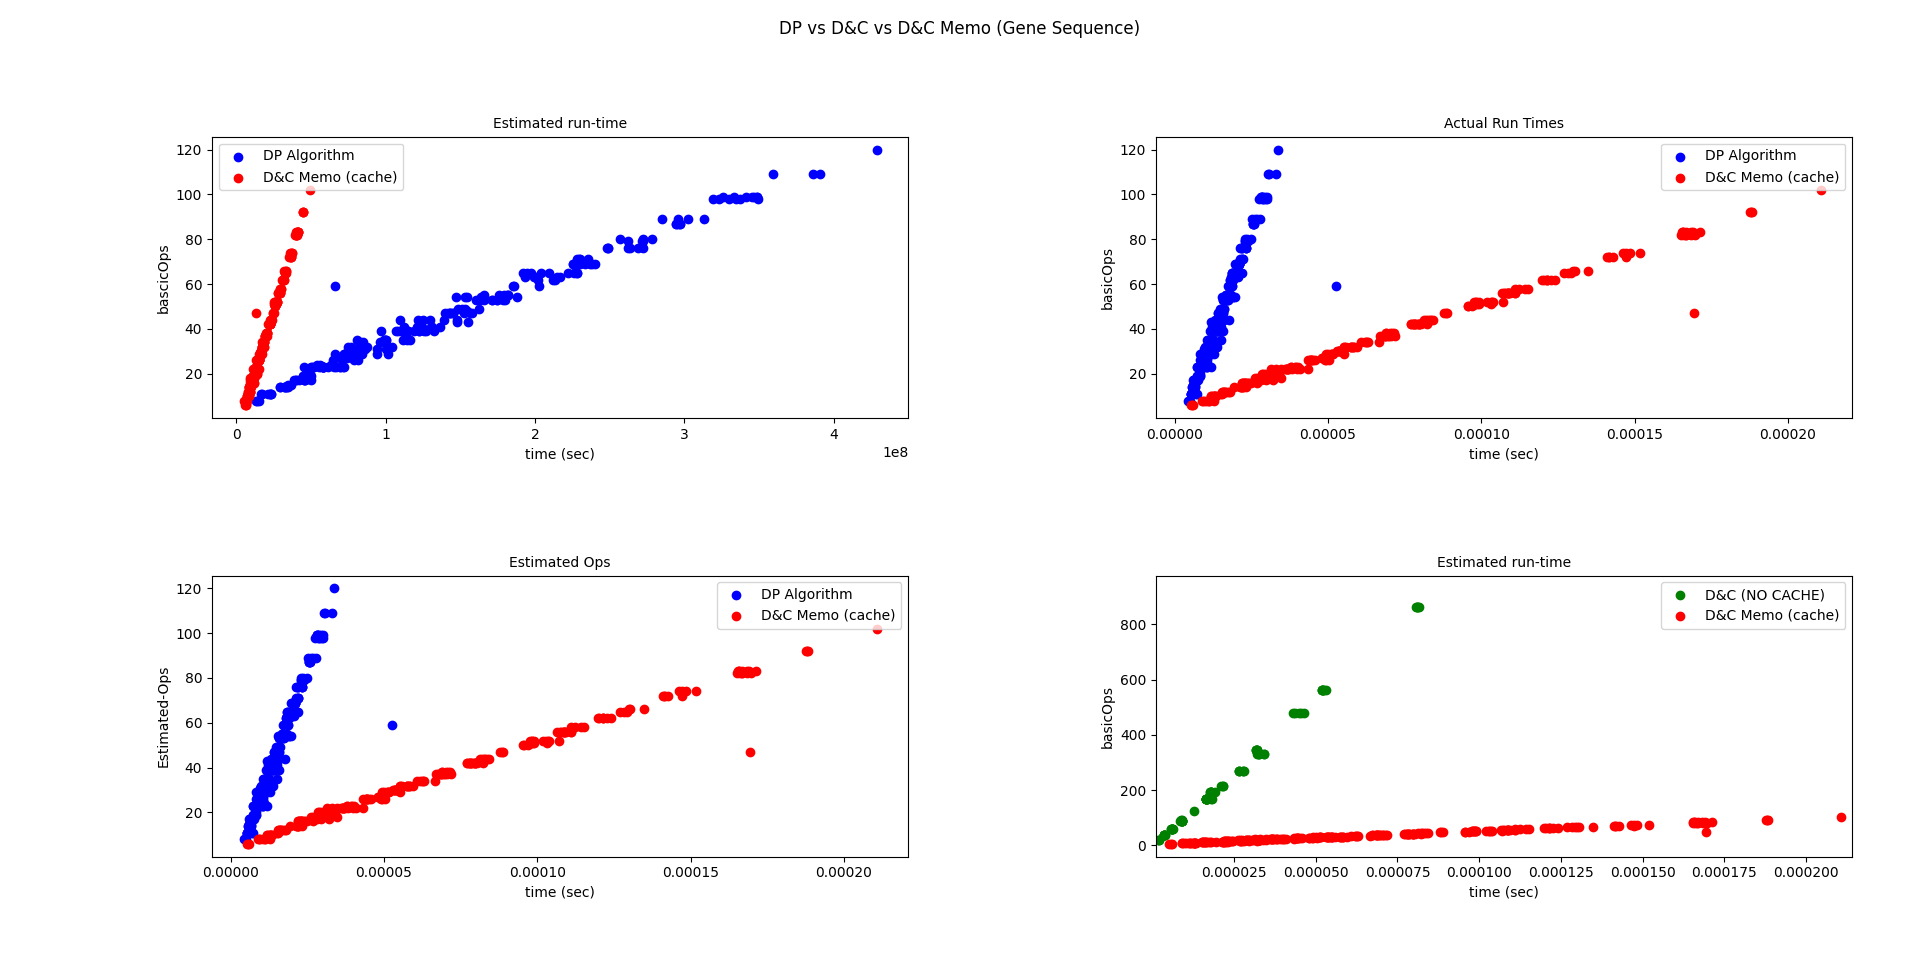 DP vs D&C vs D&C Memo (Gene Sequence)
Estimated run-time
DP Algorithm
D&C Memo (cache)
bascicOps
120
100
80
60
40
20
0 1 2 3 4
1e8
time (sec)
Actual Run Times
DP Algorithm
D&C Memo (cache)
basicOps
120
100
80
60
40
20
0.00000 0.00005 0.00010 0.00015 0.00020
time (sec)
Estimated Ops
DP Algorithm
D&C Memo (cache)
Estimated-Ops
120
100
80
60
40
20
0.00000 0.00005 0.00010 0.00015 0.00020
time (sec)
Estimated run-time
D&C (NO CACHE)
D&C Memo (cache)
basicOps
800
600
400
200
0
0.000025 0.000050 0.000075 0.000100 0.000125 0.000150 0.000175 0.000200
time (sec)